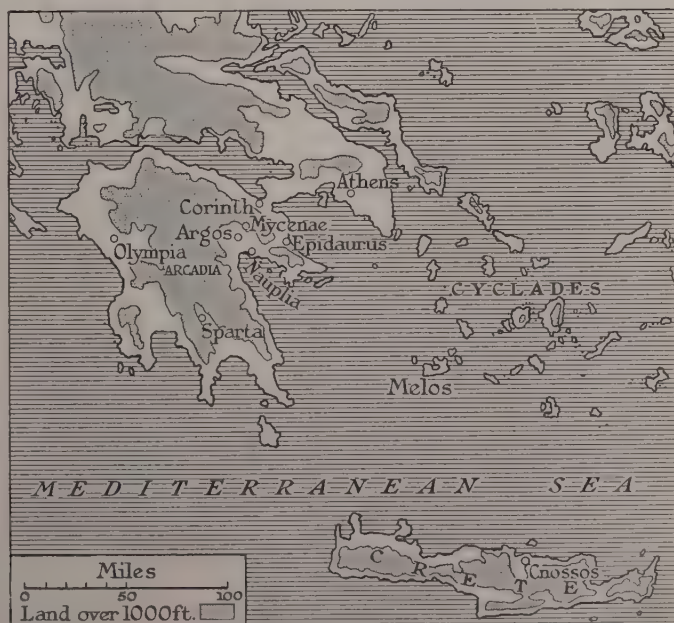 Athens
Corinth
Mycenae
Argos
Epidaurus
Olympia
Nauplia
ARCADIA
CYCLADES
Sparta
Melos
MEDITERRANEAN SEA
CRETE
Cnossos
Miles
0 50 100
Land over 1000ft.